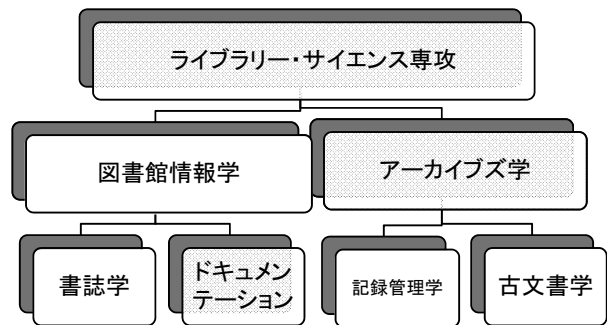 ライブラリー・サイエンス専攻
図書館情報学
アーカイブズ学
書誌学
ドキュメン
テーション
記録管理学
古文書学